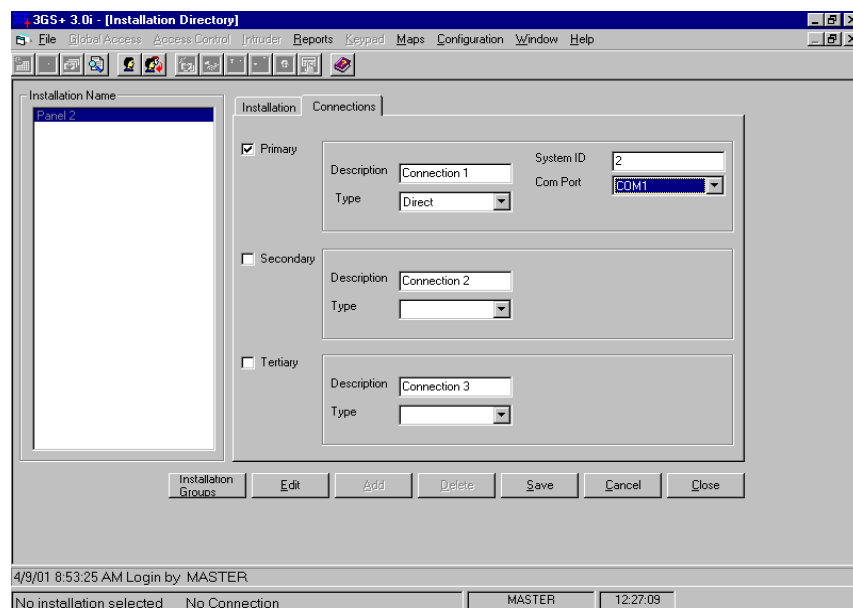 3GS+ 3.0i - [Installation Directory]
File Global Access Access Control Intruder Reports Keypad Maps Configuration Window Help
Installation Name
Panel 2
Installation Connections
Primary
Description Connection 1
System ID 2
Type Direct
Com Port COM1
Secondary
Description Connection 2
Type
Tertiary
Description Connection 3
Type
Installation Groups
Edit
Add
Delete
Save
Cancel
Close
4/9/01 8:53:25 AM Login by MASTER
No installation selected No Connection MASTER 12:27:09